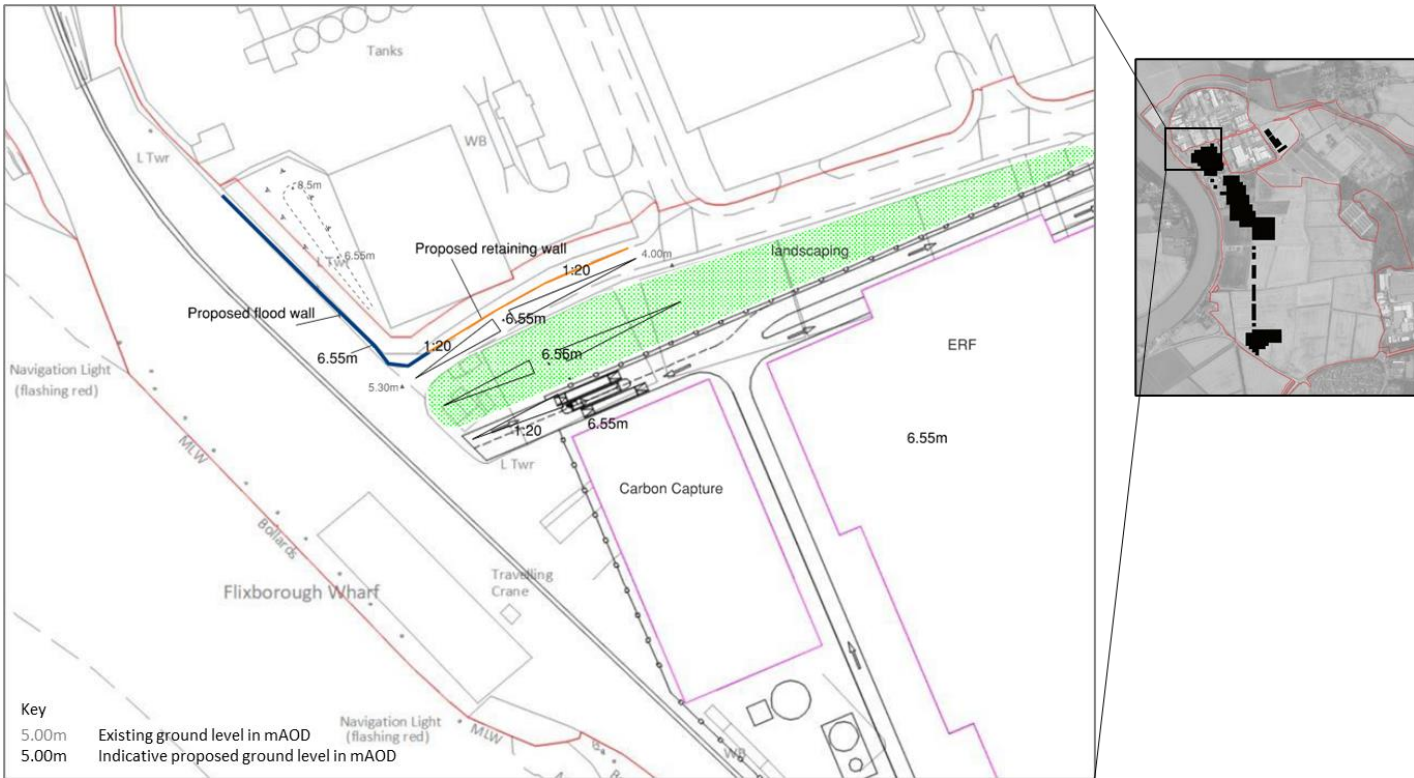 Tanks
WB
L Twr
8.5m
6.55m
L Twr
Proposed retaining wall
4.00m
landscaping
1:20
Proposed flood wall
6.55m
6.55m
1:20
6.55m
ERF
Navigation Light
(flashing red)
5.30m
1:20
6.55m
6.55m
MLW
L Twr
Carbon Capture
Bollards
Travelling
Crane
Flixborough Wharf
Key
5.00m Existing ground level in mAOD
5.00m Indicative proposed ground level in mAOD
Navigation Light
(flashing red)
MLW
WB